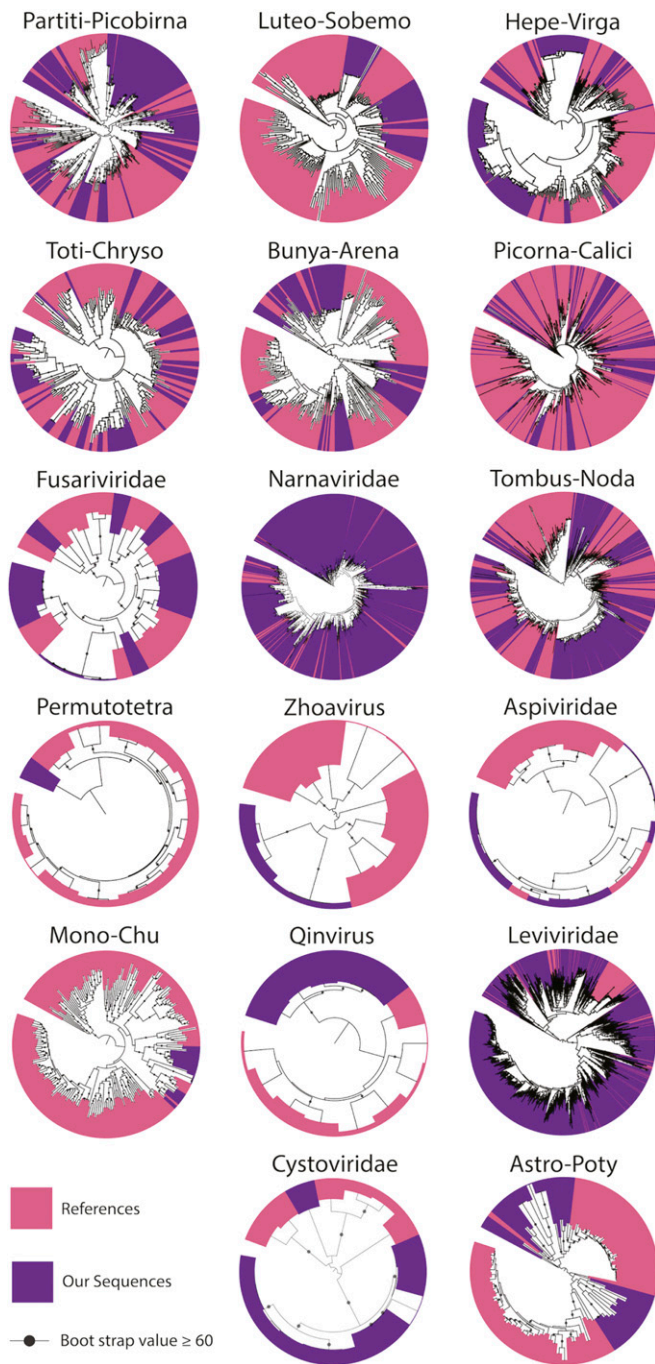 Partiti-Picobirna Luteo-Sobemo Hepe-Virga
Toti-Chryso Bunya-Arena Picorna-Calici
Fusariviridae Narnaviridae Tombus-Noda
Permutotetra Zhoavirus Aspiviridae
Mono-Chu Qinvirus Leviviridae
Cystoviridae Astro-Poty
References
Our Sequences
Boot strap value ≥ 60